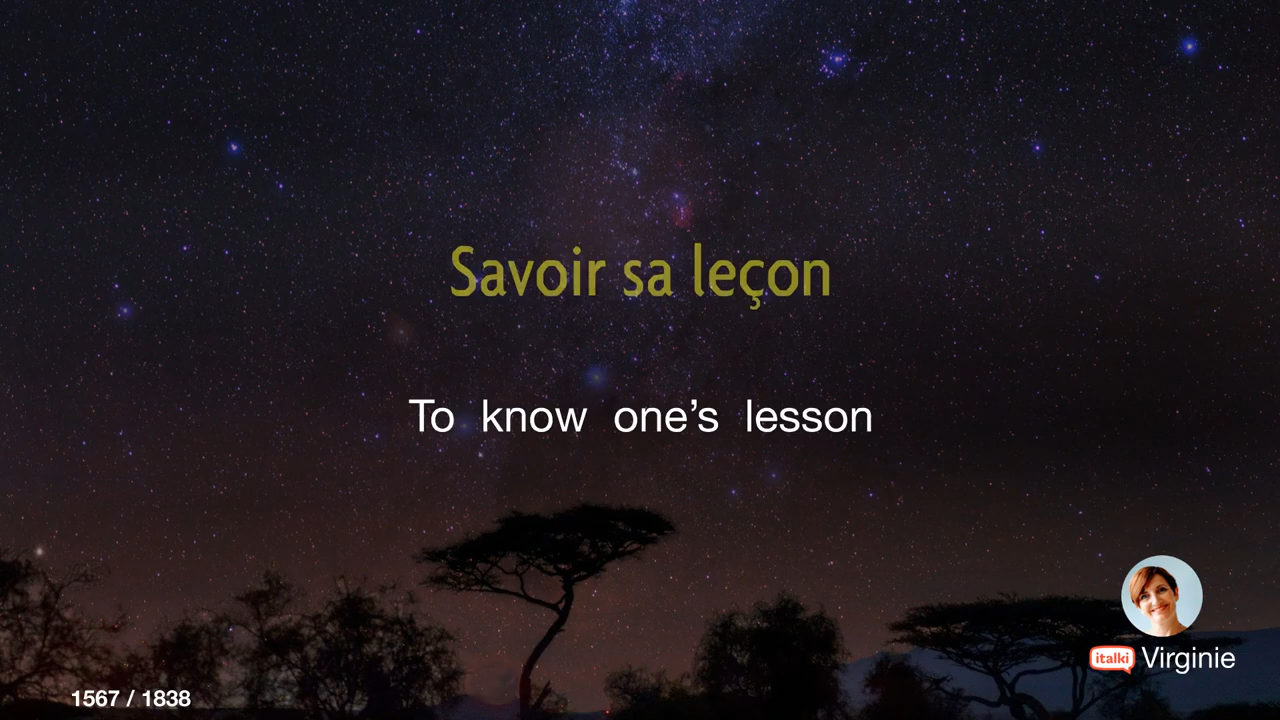 Savoir sa leçon
To know one’s lesson
italki Virginie
1567 / 1838